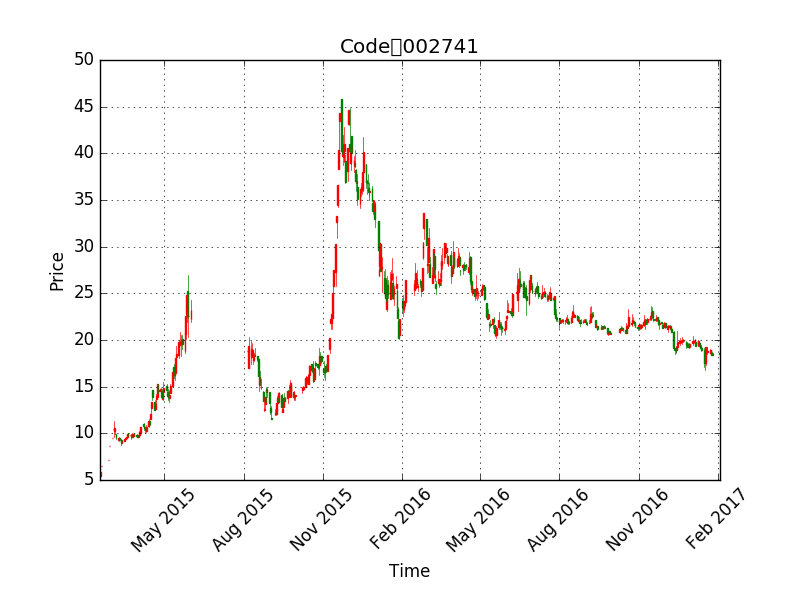 Code▯002741
50
45
40
35
30
25
20
15
10
5
Price
May 2015
Aug 2015
Nov 2015
Feb 2016
May 2016
Aug 2016
Nov 2016
Feb 2017
Time